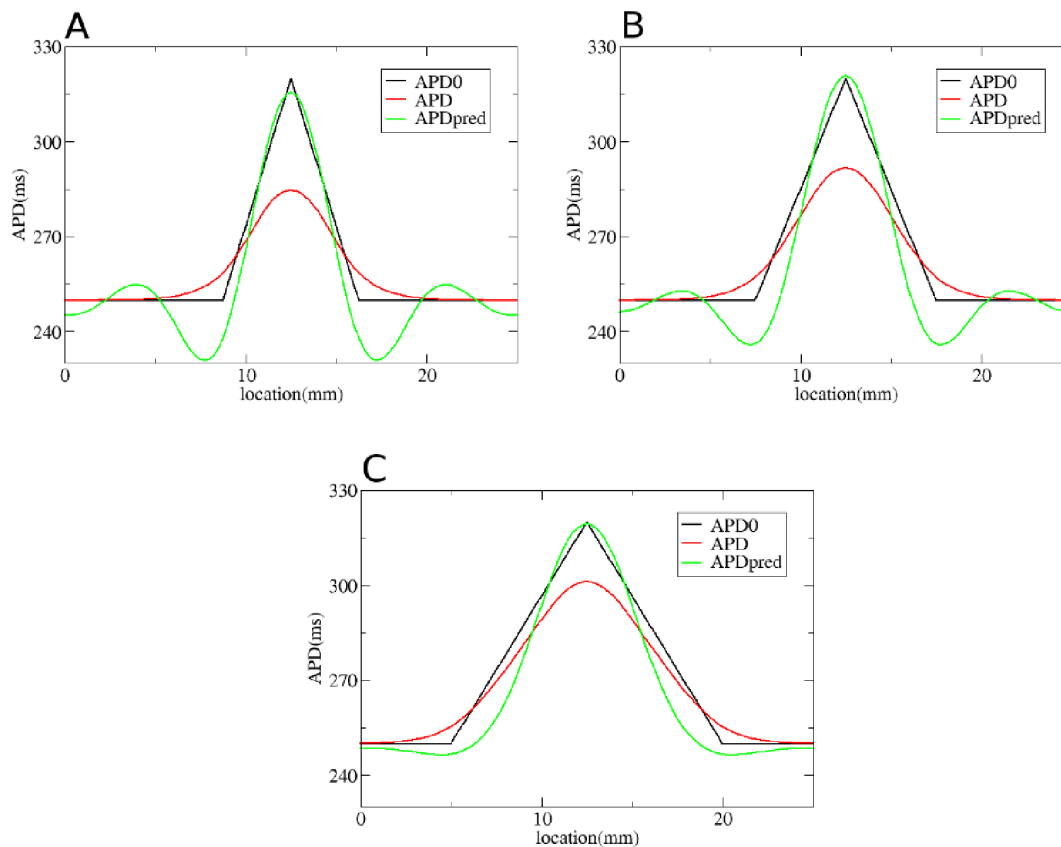 A
330
300
270
240
APD(ms)
APD0
APD
APDpred
0
10
20
location(mm)
B
330
300
270
240
APD(ms)
APD0
APD
APDpred
0
10
20
location(mm)
C
330
300
270
240
APD(ms)
APD0
APD
APDpred
0
10
20
location(mm)